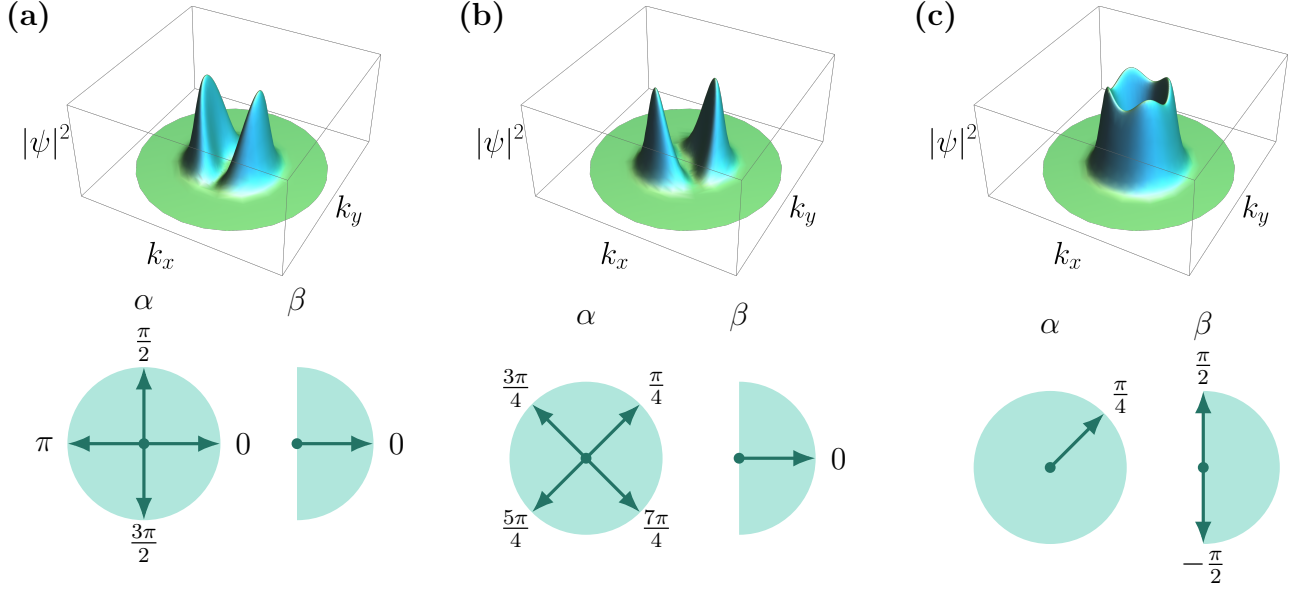 (a)
|ψ|²
k_x
k_y
α
β
π/2
π
0
3π/2
0
(b)
|ψ|²
k_x
k_y
α
β
3π/4
π/4
5π/4
7π/4
0
(c)
|ψ|²
k_x
k_y
α
β
π/4
π/2
−π/2